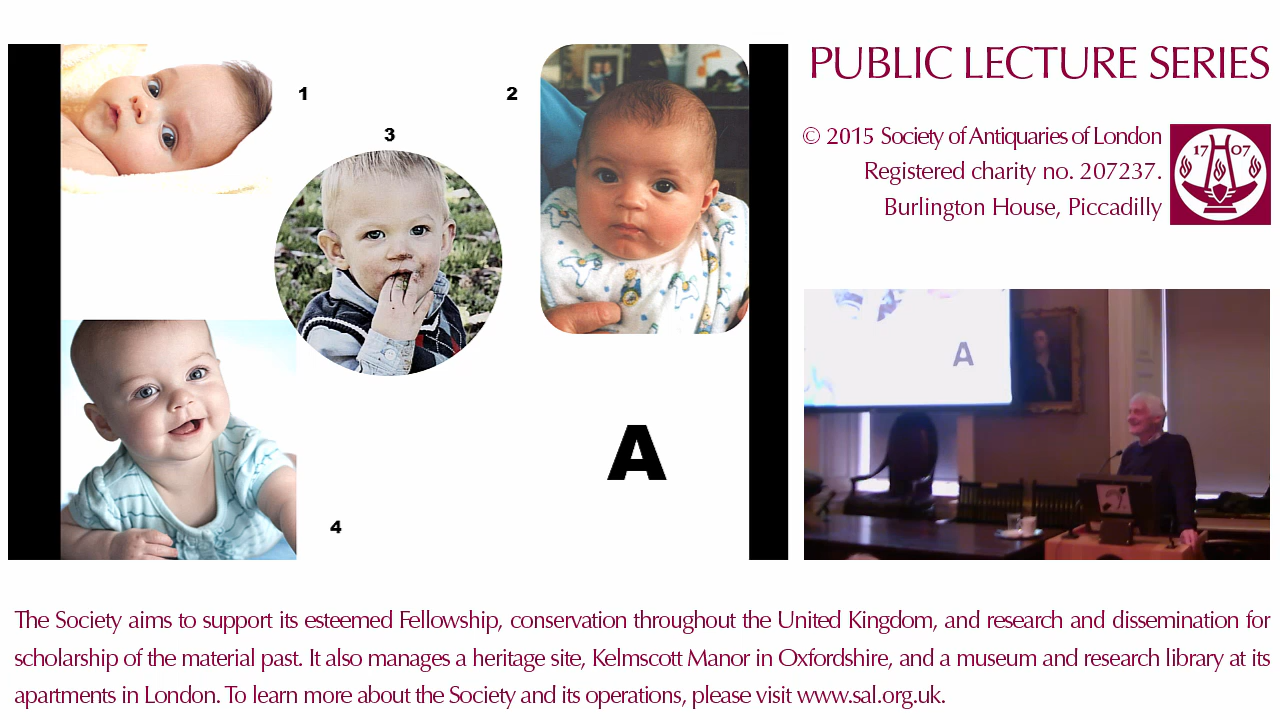 1
2
3
4
A
PUBLIC LECTURE SERIES
© 2015 Society of Antiquaries of London
Registered charity no. 207237.
Burlington House, Piccadilly
17 07
A
The Society aims to support its esteemed Fellowship, conservation throughout the United Kingdom, and research and dissemination for
scholarship of the material past. It also manages a heritage site, Kelmscott Manor in Oxfordshire, and a museum and research library at its
apartments in London. To learn more about the Society and its operations, please visit www.sal.org.uk.